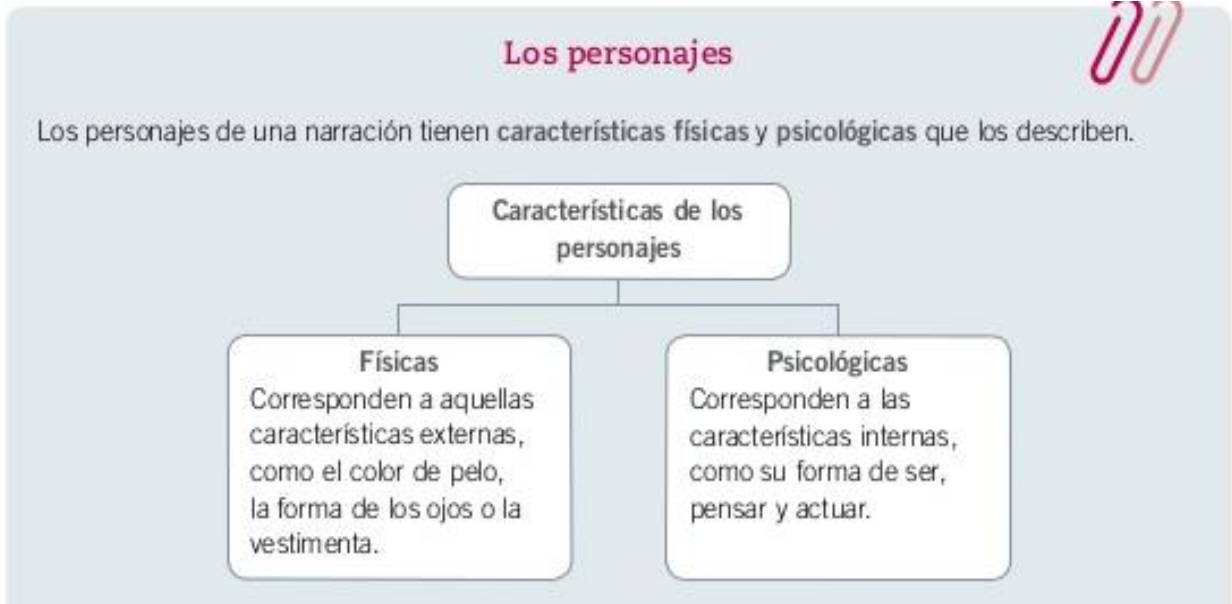 Los personajes
Los personajes de una narración tienen características físicas y psicológicas que los describen.
Características de los
personajes
Físicas
Corresponden a aquellas
características externas,
como el color de pelo,
la forma de los ojos o la
vestimenta.
Psicológicas
Corresponden a las
características internas,
como su forma de ser,
pensar y actuar.